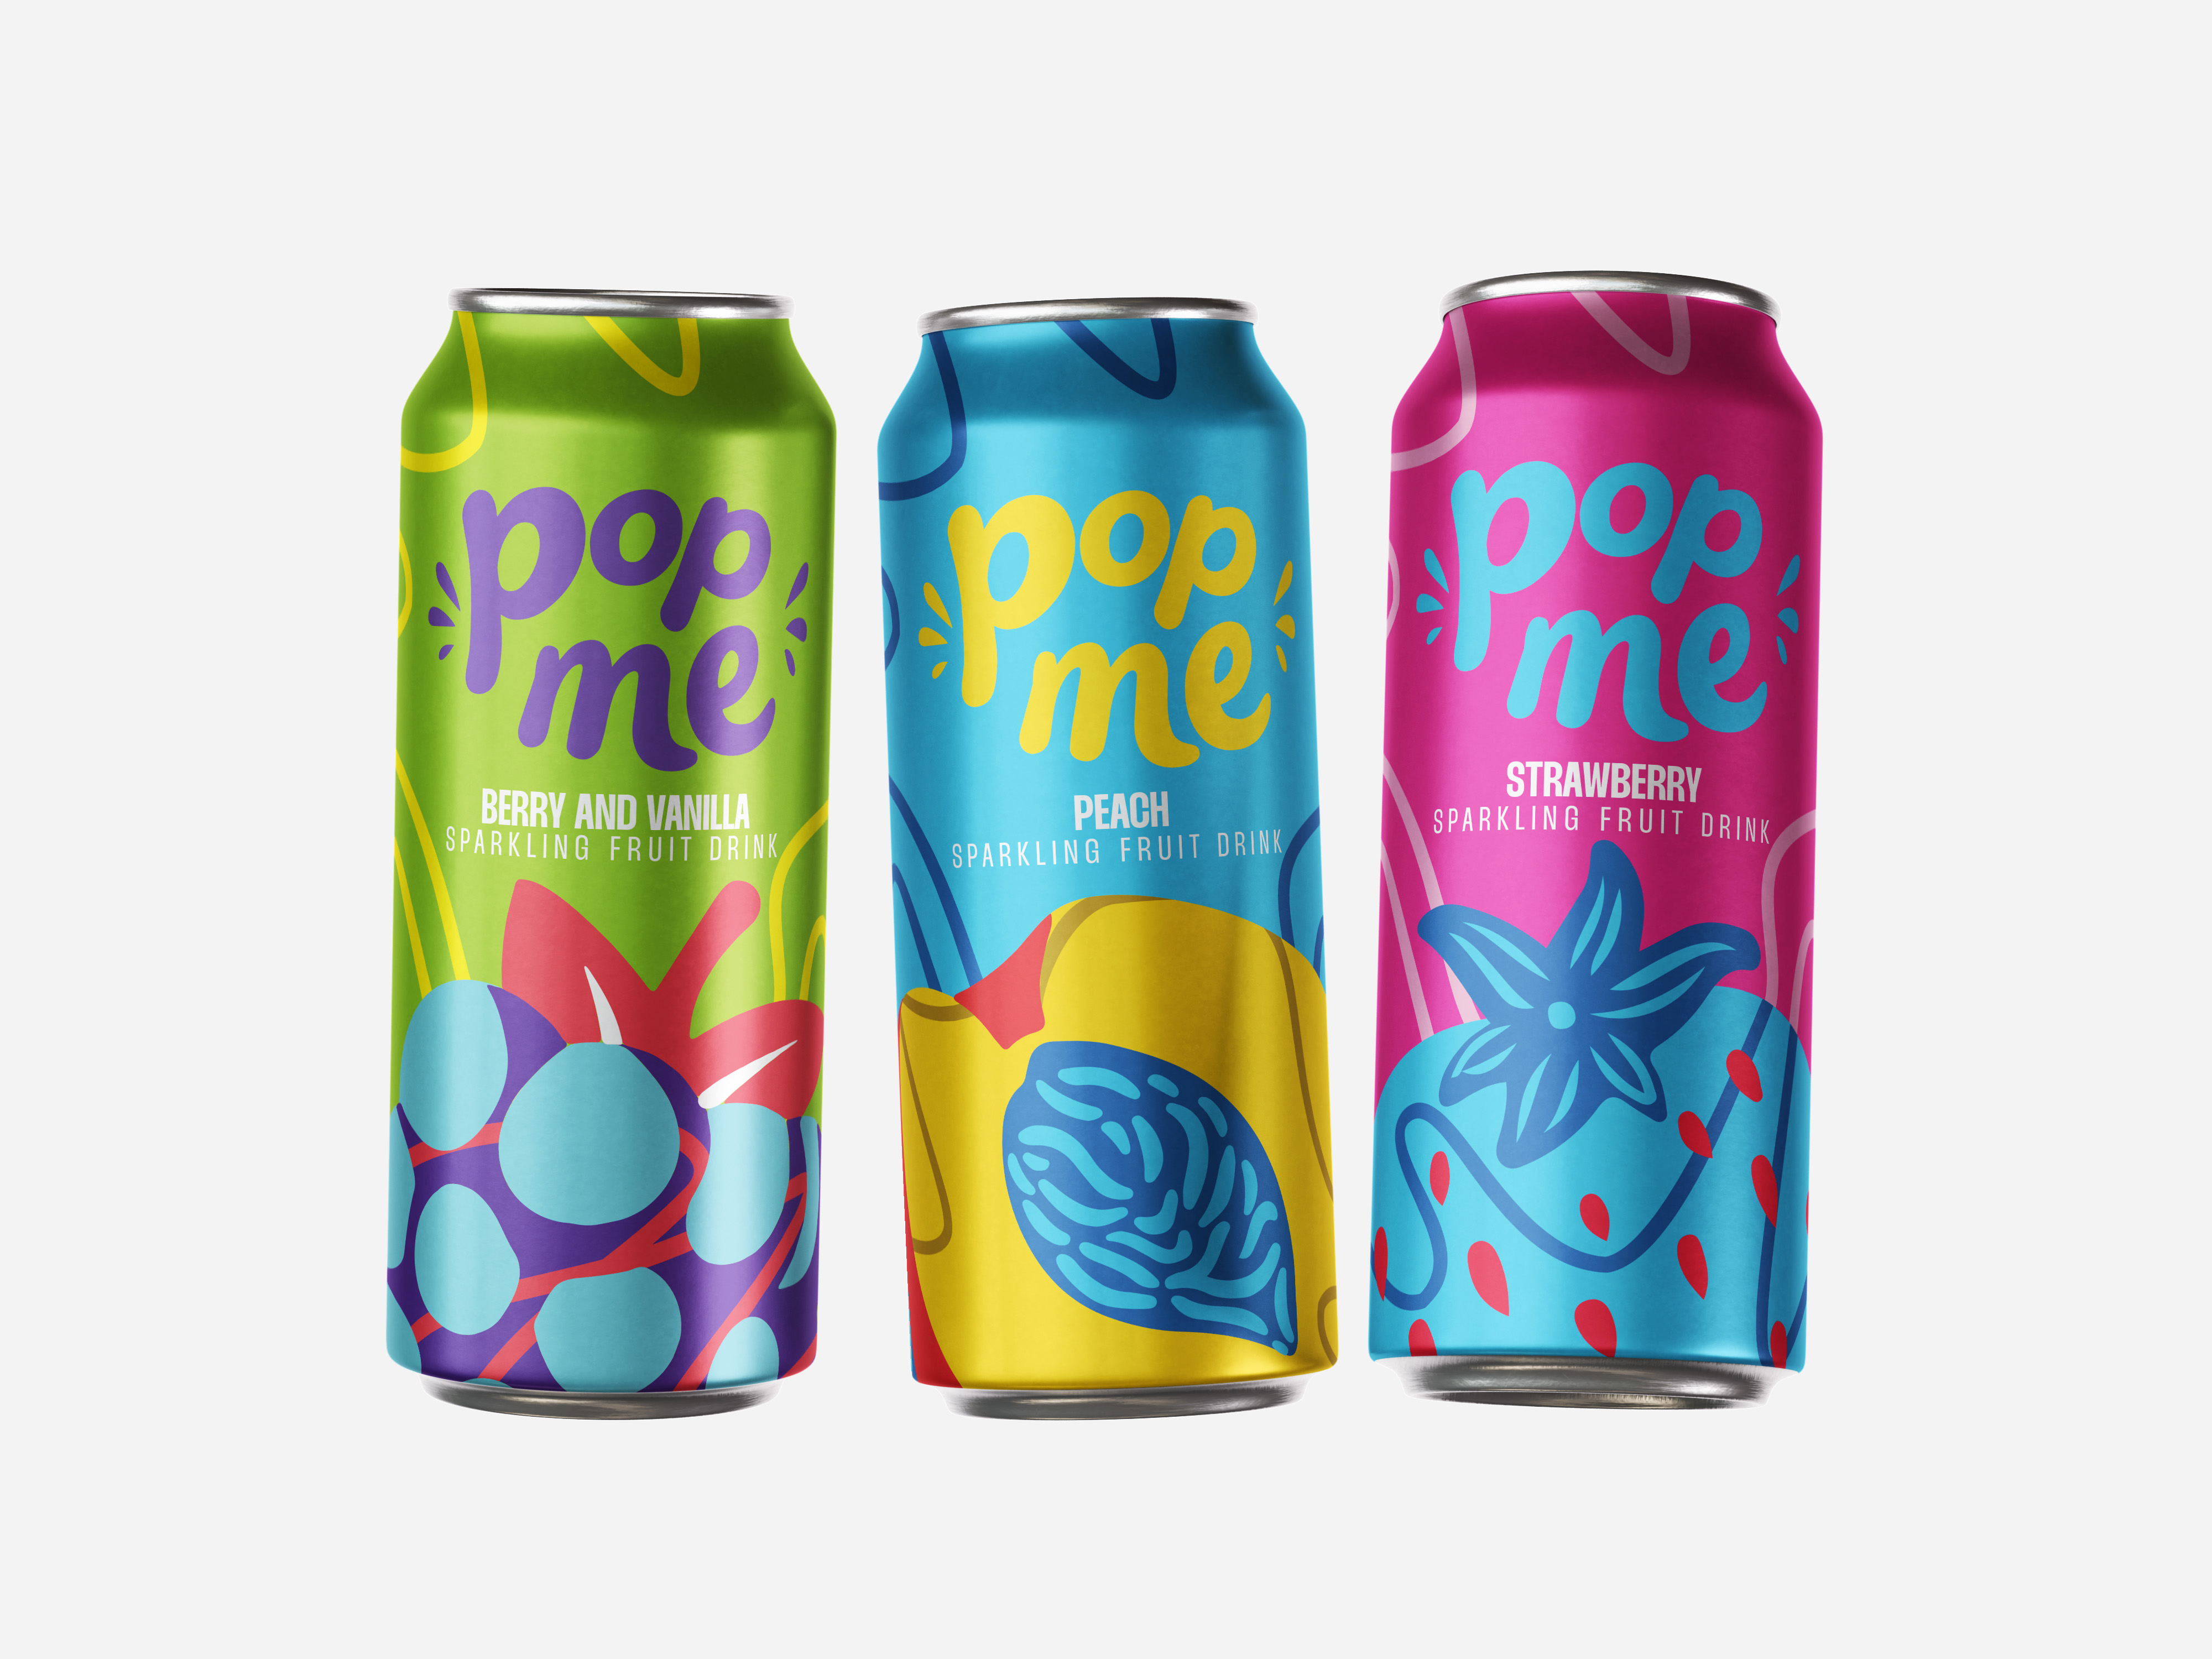 pop
me
BERRY AND VANILLA
SPARKLING FRUIT DRINK
pop
me
PEACH
SPARKLING FRUIT DRINK
pop
me
STRAWBERRY
SPARKLING FRUIT DRINK